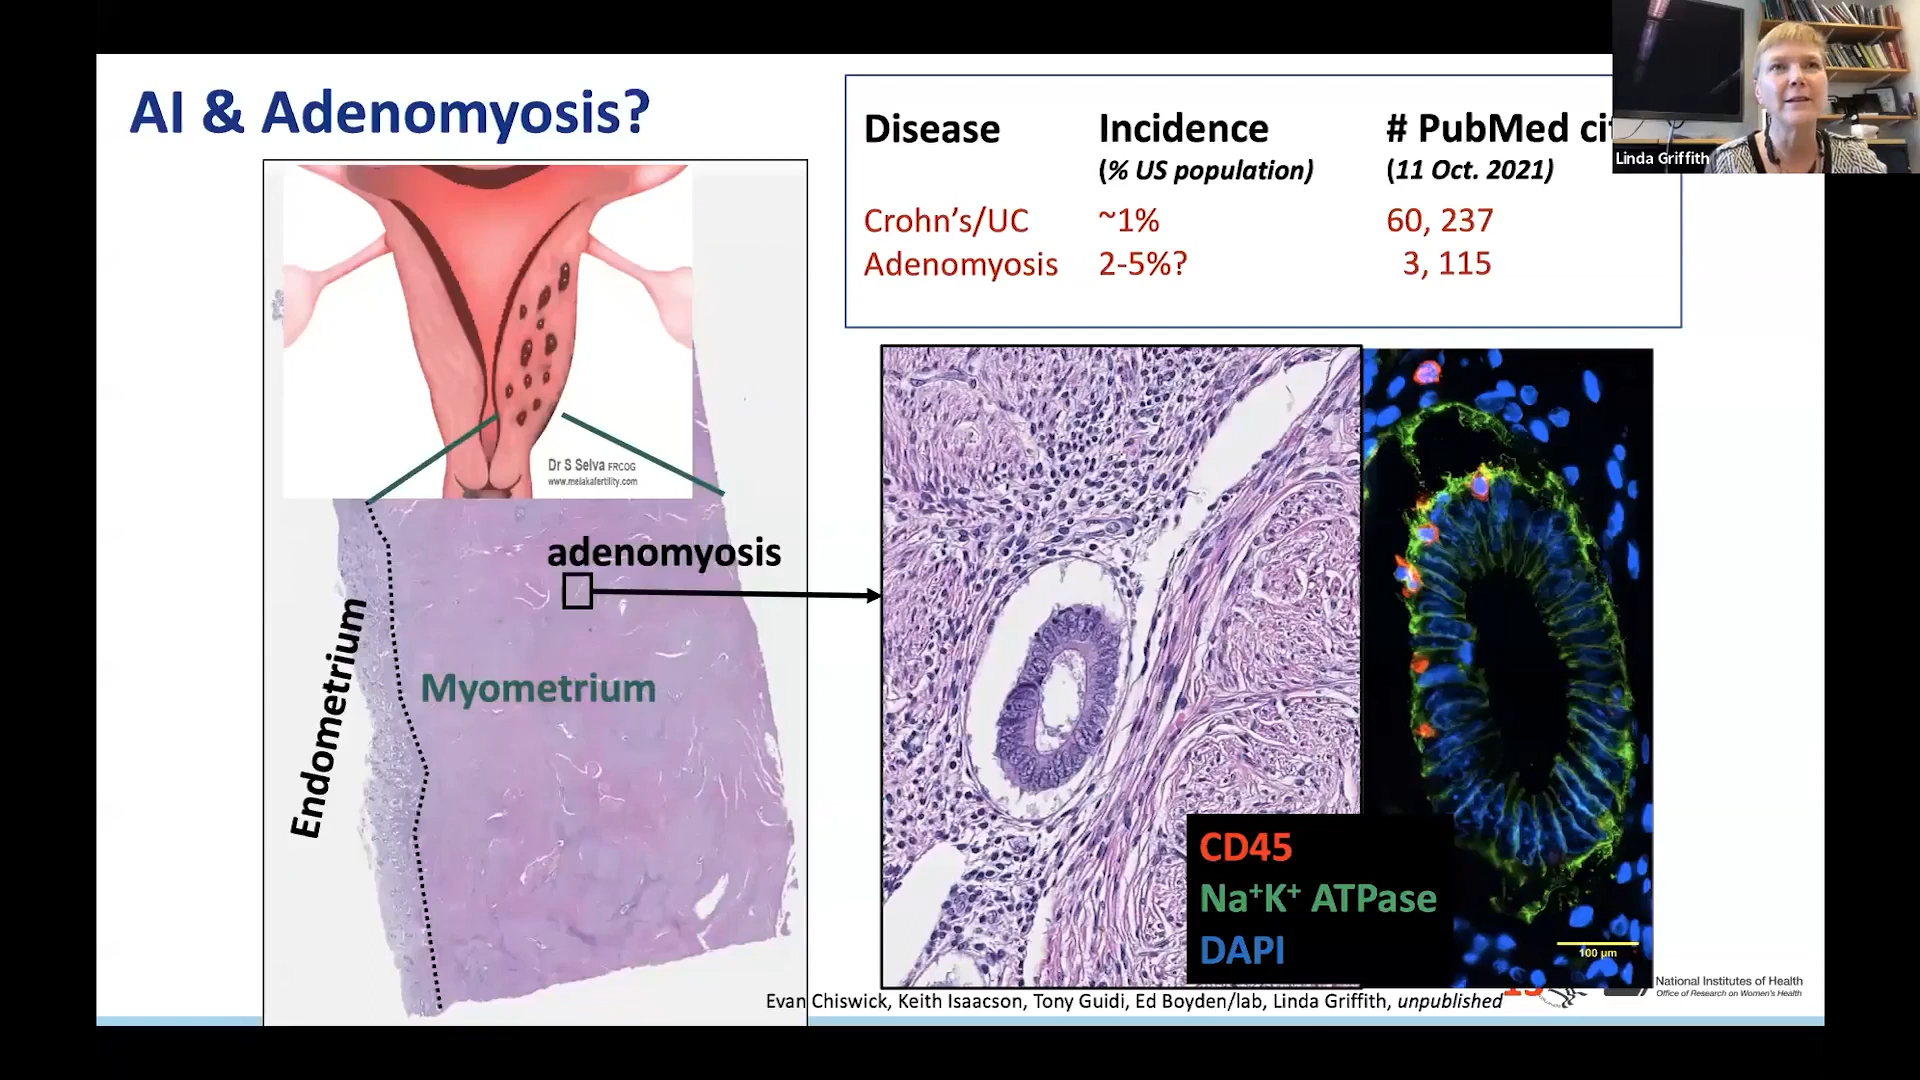 AI & Adenomyosis?
Disease Incidence # PubMed
(% US population) (11 Oct. 2021)
Crohn's/UC ~1% 60, 237
Adenomyosis 2-5%? 3, 115
Linda Griffith
Dr S Selva FRCOG
www.melakafertility.com
adenomyosis
Endometrium
Myometrium
CD45
Na⁺K⁺ ATPase
DAPI
100 µm
National Institutes of Health
Office of Research on Women's Health
Evan Chiswick, Keith Isaacson, Tony Guidi, Ed Boyden/lab, Linda Griffith, unpublished